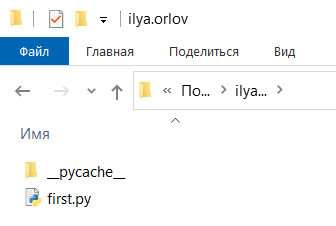 ilya.orlov
Файл Главная Поделиться Вид
« По... ilya...
Имя
__pycache__
first.py